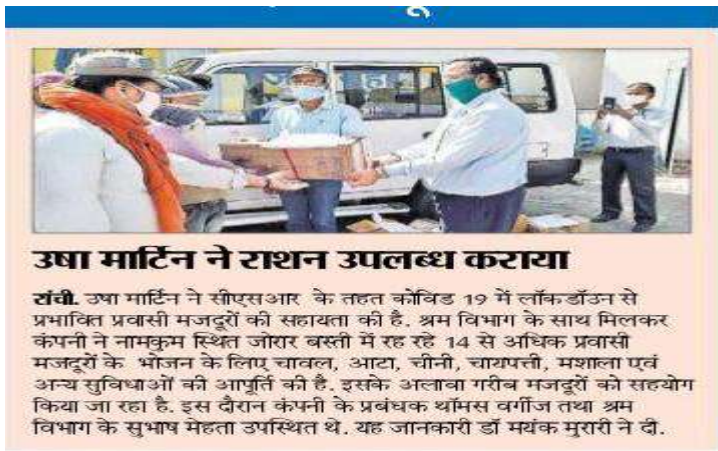 उषा मार्टिन ने राशन उपलब्ध कराया
रांची. उषा मार्टिन ने सीएसआर के तहत कोविड 19 में लॉकडॉउन से
प्रभावित प्रवासी मजदूरों की सहायता की है. श्रम विभाग के साथ मिलकर
कंपनी ने नामकुम स्थित जोरार बस्ती में रह रहे 14 से अधिक प्रवासी
मजदूरों के भोजन के लिए चावल, आटा, चीनी, चायपत्ती, मशाला एवं
अन्य सुविधाओं की आपूर्ति की है. इसके अलावा गरीब मजदूरों को सहयोग
किया जा रहा है. इस दौरान कंपनी के प्रबंधक थॉमस वर्गीज तथा श्रम
विभाग के सुभाष मेहता उपस्थित थे. यह जानकारी डॉ मयंक मुरारी ने दी.